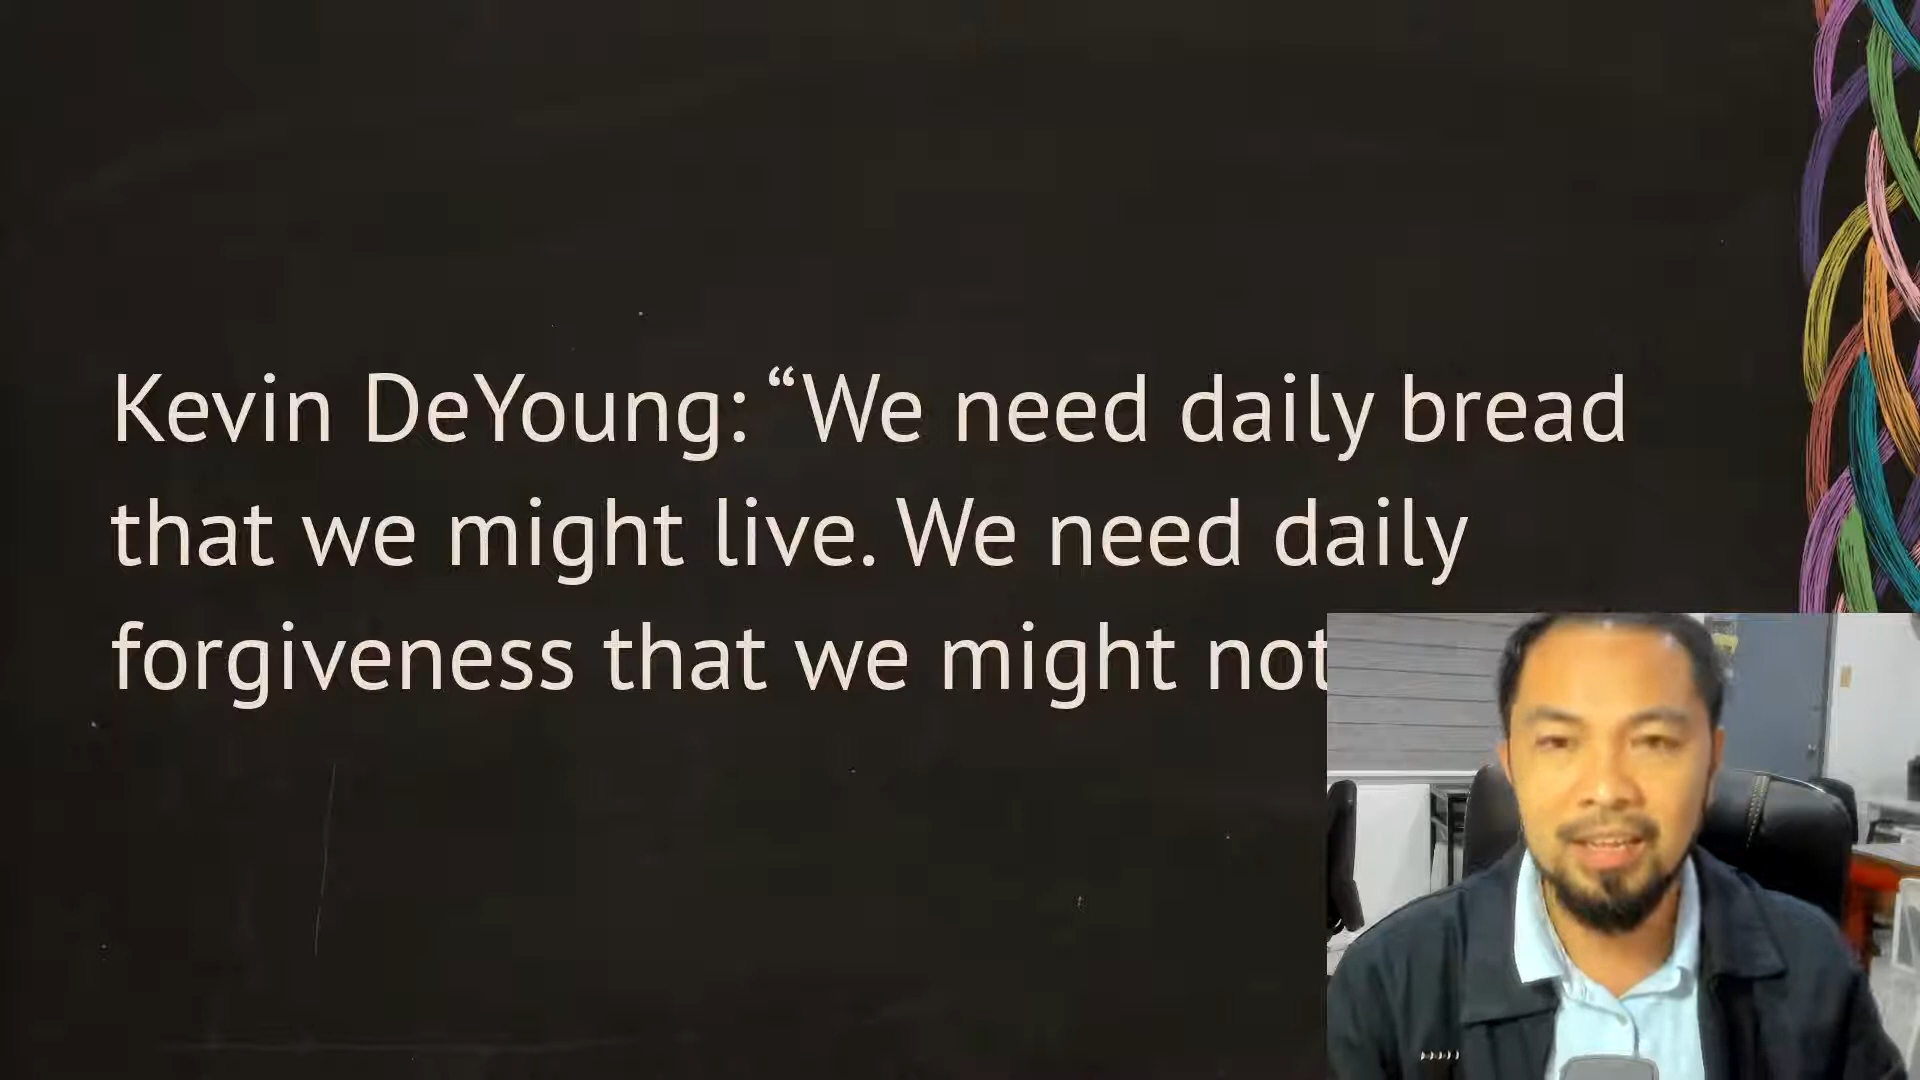 Kevin DeYoung: “We need daily bread
that we might live. We need daily
forgiveness that we might not